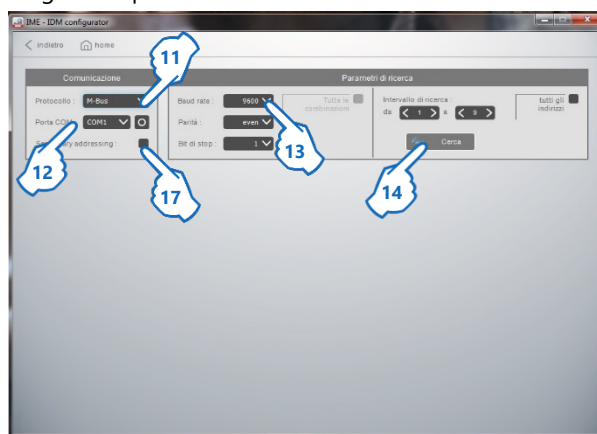 IME - IDM configurator
indietro home
11
Comunicazione
Parametri di ricerca
Protocollo : M-Bus
Porta COM COM1
addressing :
Baud rate : 9600
Parità : even
Bit di stop : 1
Tutte le combinazioni
Intervallo di ricerca :
da 1 a
tutti gli
indirizzi
Cerca
12
17
13
14